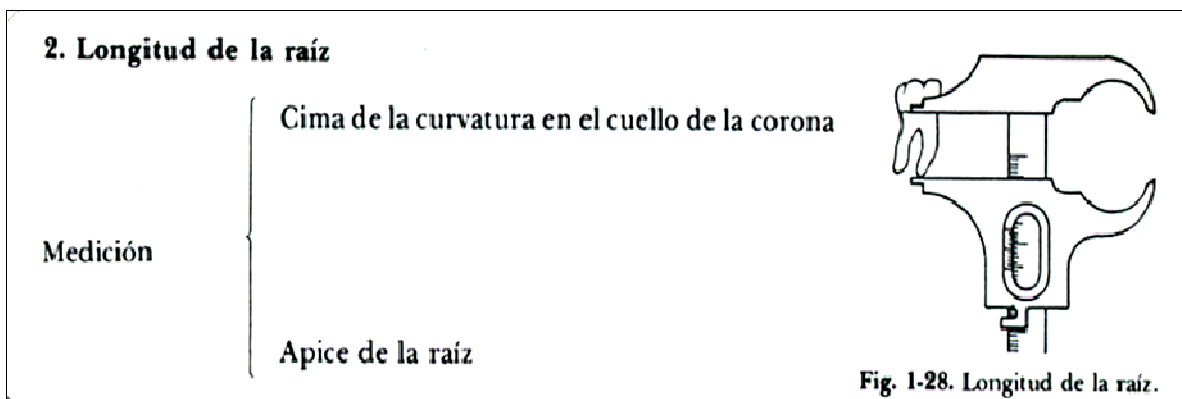 2. Longitud de la raíz
Cima de la curvatura en el cuello de la corona
Medición
Apice de la raíz
Fig. 1-28. Longitud de la raíz.